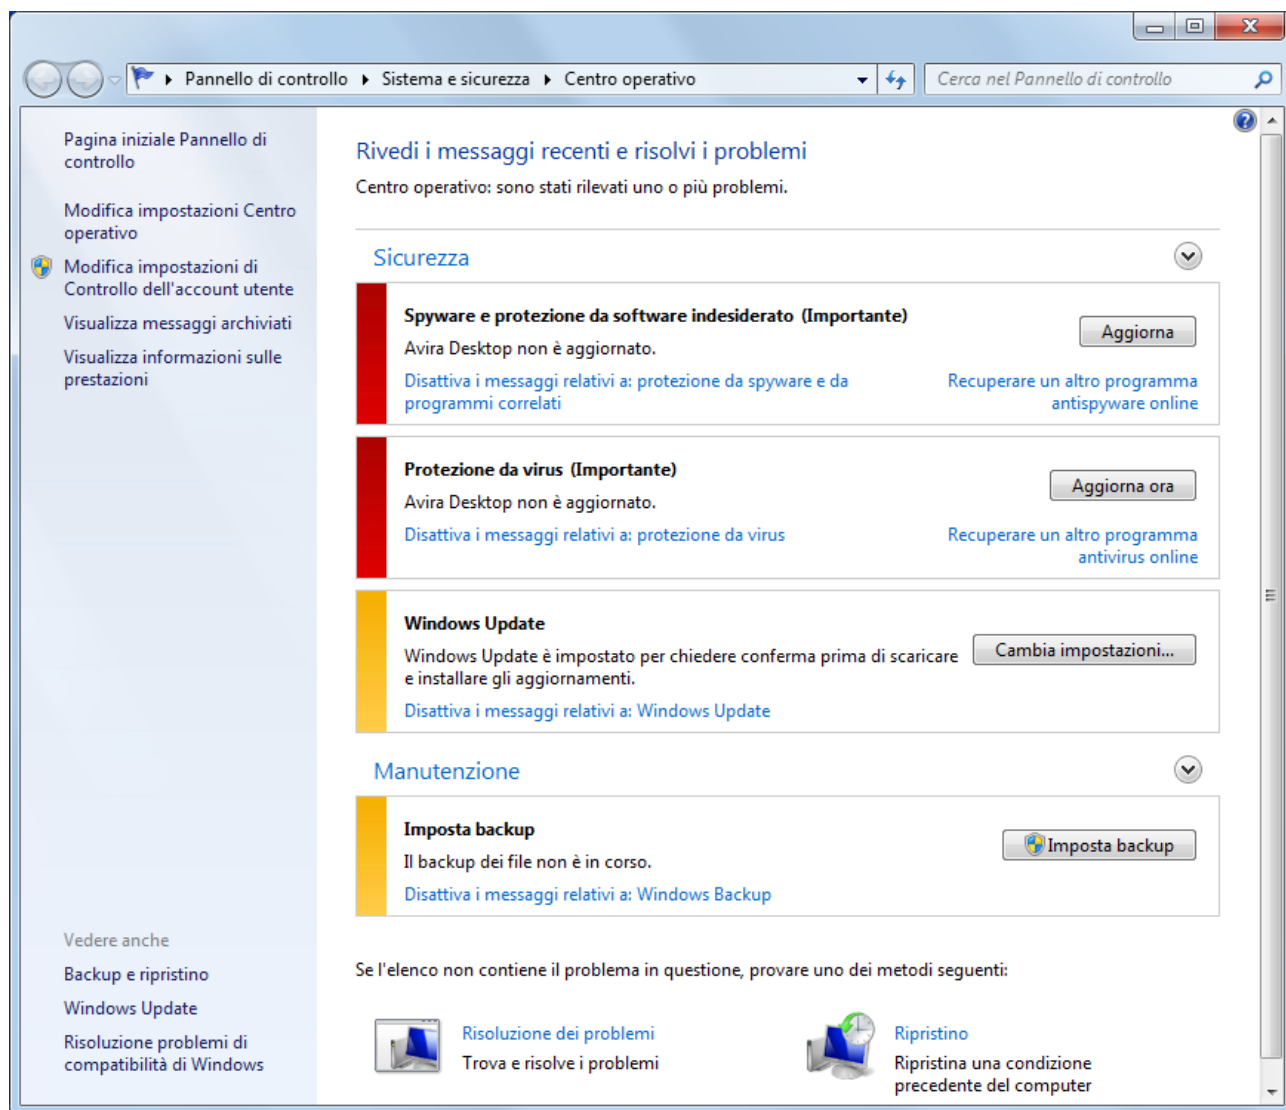 Pannello di controllo
Sistema e sicurezza
Centro operativo
Cerca nel Pannello di controllo
Pagina iniziale Pannello di
controllo
Modifica impostazioni Centro
operativo
Modifica impostazioni di
Controllo dell'account utente
Visualizza messaggi archiviati
Visualizza informazioni sulle
prestazioni
Vedere anche
Backup e ripristino
Windows Update
Risoluzione problemi di
compatibilità di Windows
Rivedi i messaggi recenti e risolvi i problemi
Centro operativo: sono stati rilevati uno o più problemi.
Sicurezza
Spyware e protezione da software indesiderato (Importante)
Avira Desktop non è aggiornato.
Aggiorna
Disattiva i messaggi relativi a: protezione da spyware e da
programmi correlati
Recuperare un altro programma
antispyware online
Protezione da virus (Importante)
Avira Desktop non è aggiornato.
Aggiorna ora
Disattiva i messaggi relativi a: protezione da virus
Recuperare un altro programma
antivirus online
Windows Update
Windows Update è impostato per chiedere conferma prima di scaricare
e installare gli aggiornamenti.
Cambia impostazioni...
Disattiva i messaggi relativi a: Windows Update
Manutenzione
Imposta backup
Il backup dei file non è in corso.
Imposta backup
Disattiva i messaggi relativi a: Windows Backup
Se l'elenco non contiene il problema in questione, provare uno dei metodi seguenti:
Risoluzione dei problemi
Trova e risolve i problemi
Ripristino
Ripristina una condizione
precedente del computer